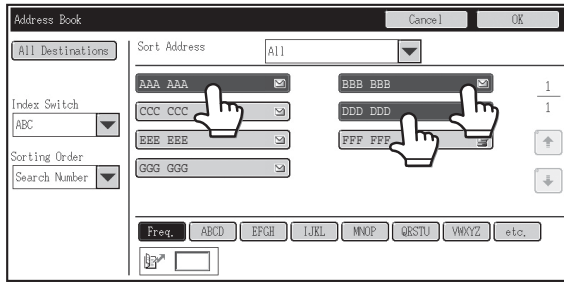 Address Book
Cancel
OK
All Destinations
Sort Address
All
Index Switch
ABC
Sorting Order
Search Number
AAA AAA
BBB BBB
CCC CCC
DDD DDD
EEE EEE
FFF FFF
GGG GGG
1
1
Freq.
ABCD
EFGH
IJKL
MNOP
QRSTU
VWXYZ
etc.